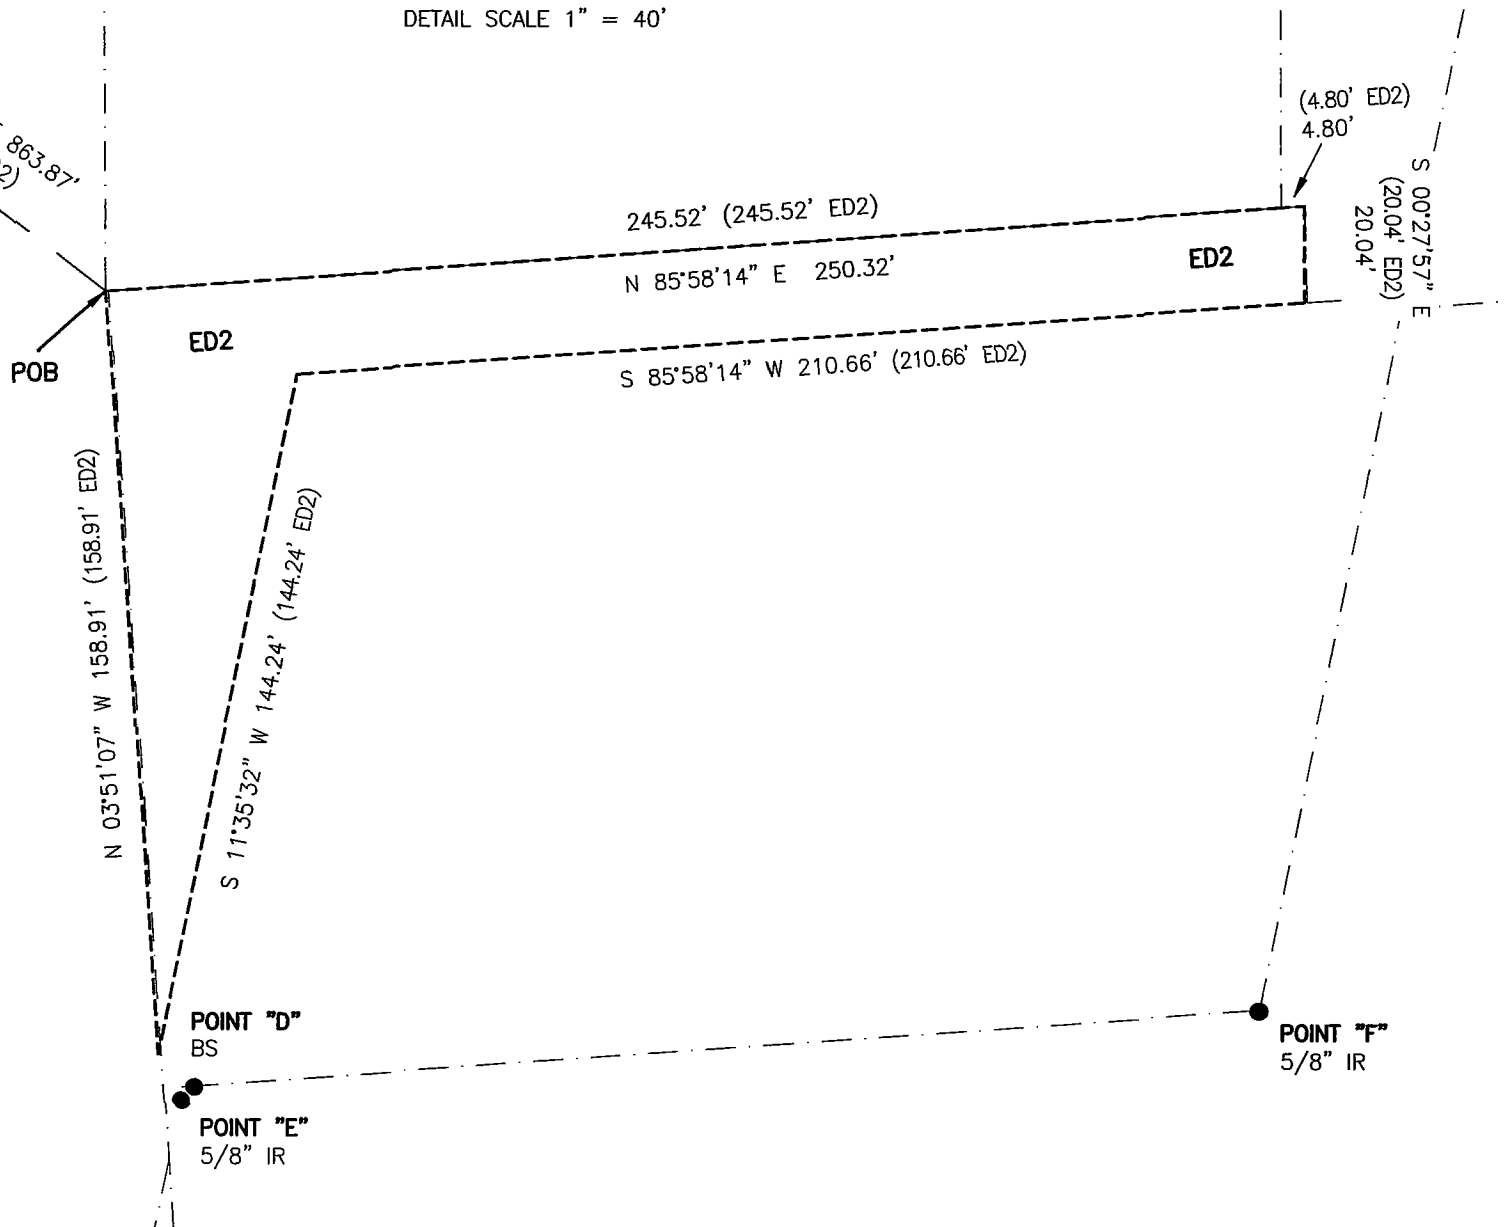 DETAIL SCALE 1" = 40'
(4.80' ED2)
4.80'
863.87'
245.52' (245.52' ED2)
N 85°58'14" E 250.32'
ED2
S 00°27'57" E
(20.04' ED2)
20.04'
ED2
POB
S 85°58'14" W 210.66' (210.66' ED2)
N 03°51'07" W 158.91' (158.91' ED2)
S 11°35'32" W 144.24' (144.24' ED2)
POINT "D"
BS
POINT "F"
5/8" IR
POINT "E"
5/8" IR